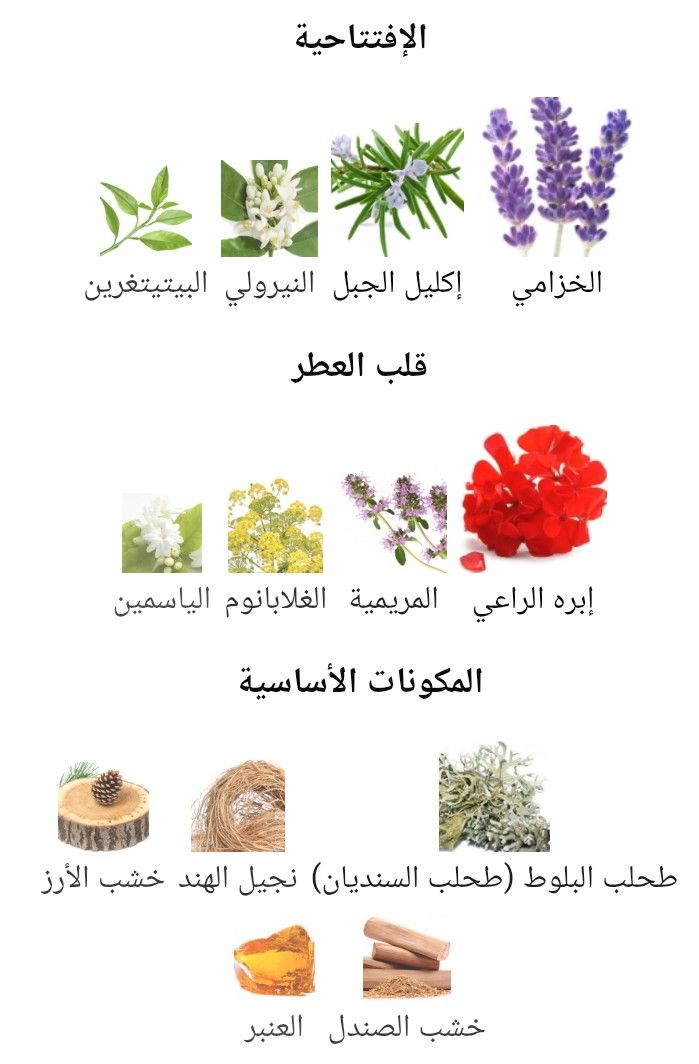 الإفتتاحية
الخزامي إكليل الجبل النيرولي البيتيتغرين
قلب العطر
إبره الراعي المريمية الغلابانوم الياسمين
المكونات الأساسية
طحلب البلوط (طحلب السنديان) نجيل الهند خشب الأرز
خشب الصندل العنبر